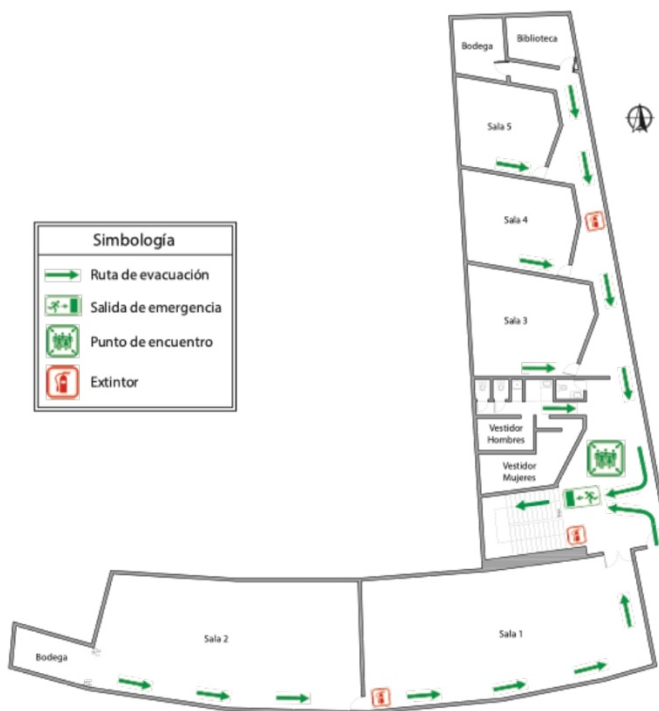 Bodega
Biblioteca
Sala 5
Sala 4
Simbología
Ruta de evacuación
Salida de emergencia
Punto de encuentro
Extintor
Sala 3
Vestidor
Hombres
Vestidor
Mujeres
Sala 2
Sala 1
Bodega